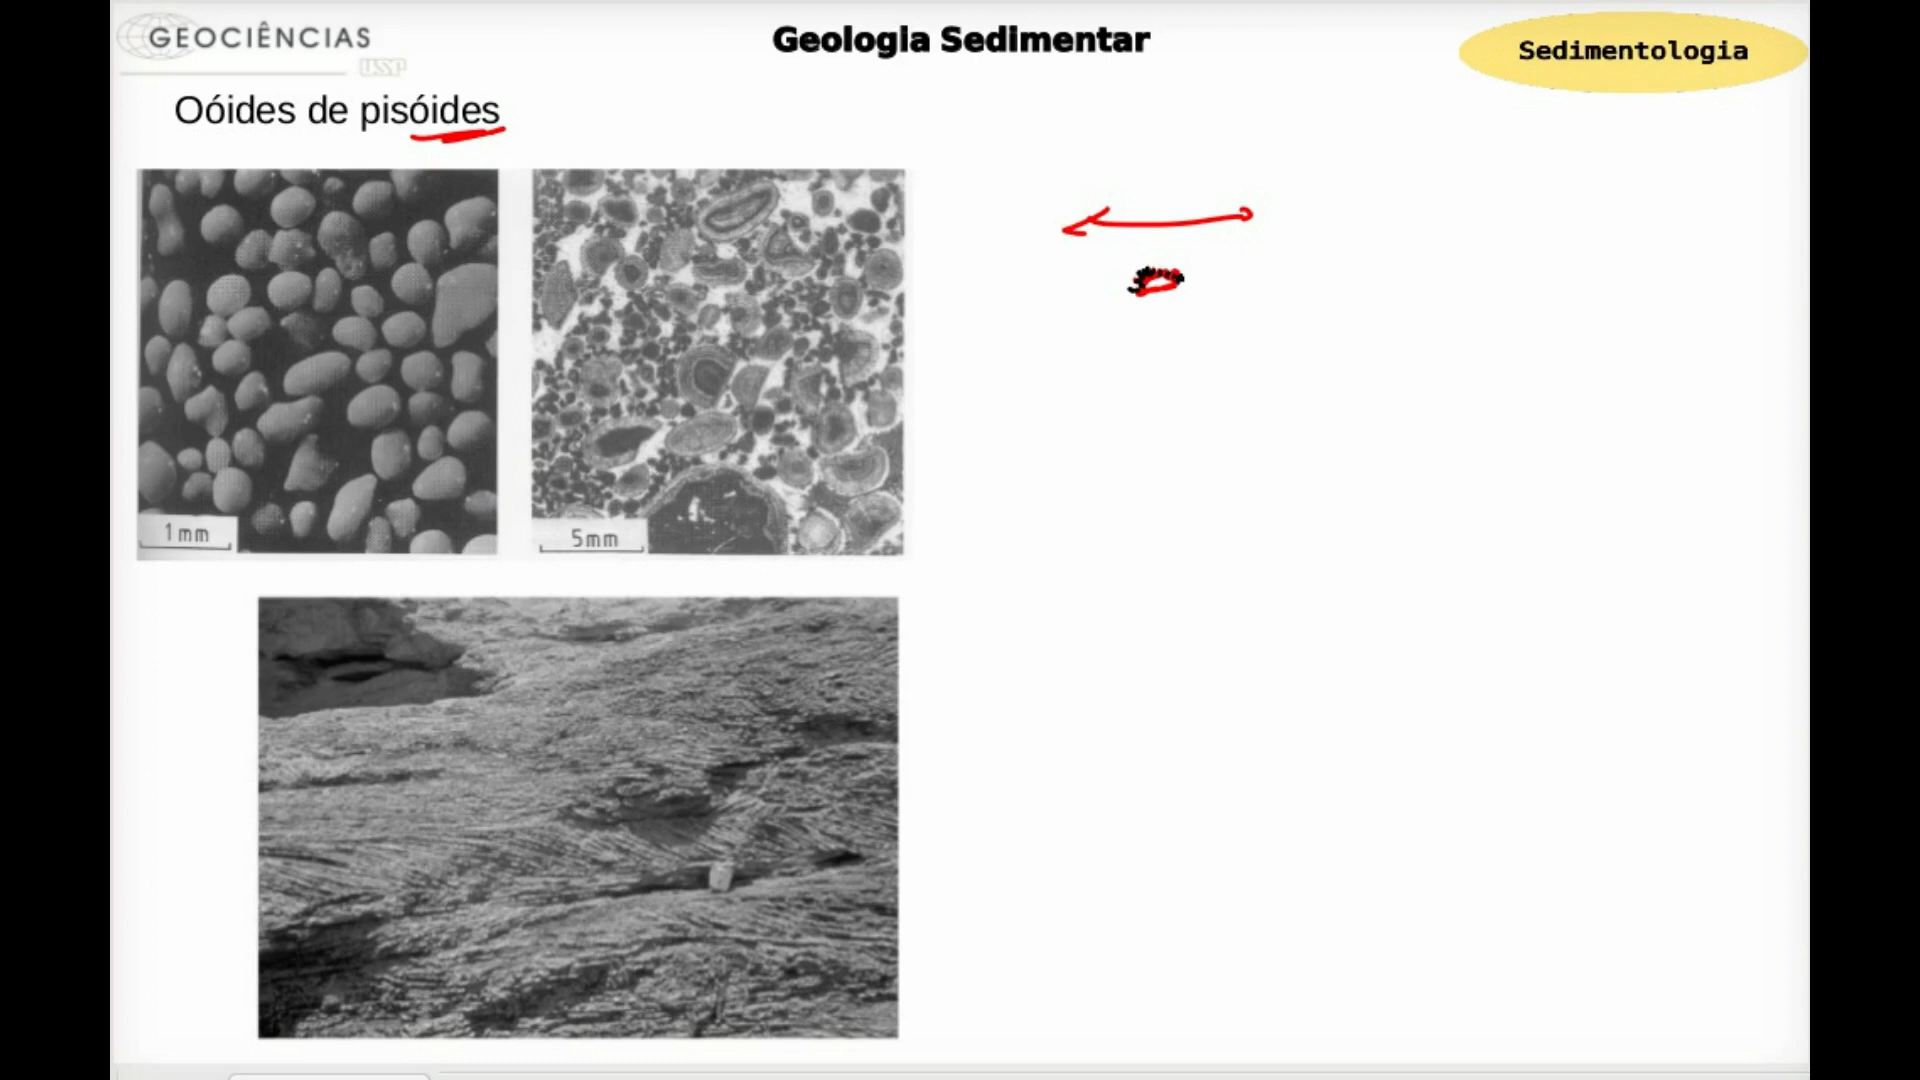 GEOCIÊNCIAS
USP
Geologia Sedimentar
Sedimentologia
Oóides de pisóides
1mm
5mm